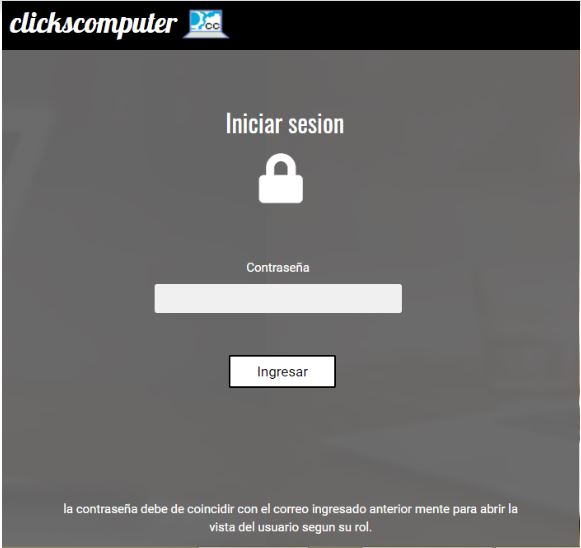 clickscomputer CC
Iniciar sesion
Contraseña
Ingresar
la contraseña debe de coincidir con el correo ingresado anterior mente para abrir la
vista del usuario segun su rol.